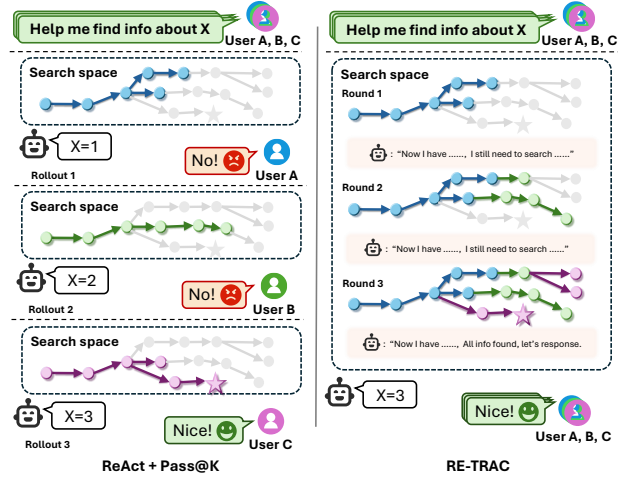 Help me find info about X
User A, B, C
Search space
X=1
No!
User A
Rollout 1
Search space
X=2
No!
User B
Rollout 2
Search space
X=3
Nice!
User C
Rollout 3
ReAct + Pass@K
Help me find info about X
User A, B, C
Search space
Round 1
: “Now I have ……, I still need to search ……”
Round 2
: “Now I have ……, I still need to search ……”
Round 3
: “Now I have ……, All info found, let’s response.
X=3
Nice!
User A, B, C
RE-TRAC